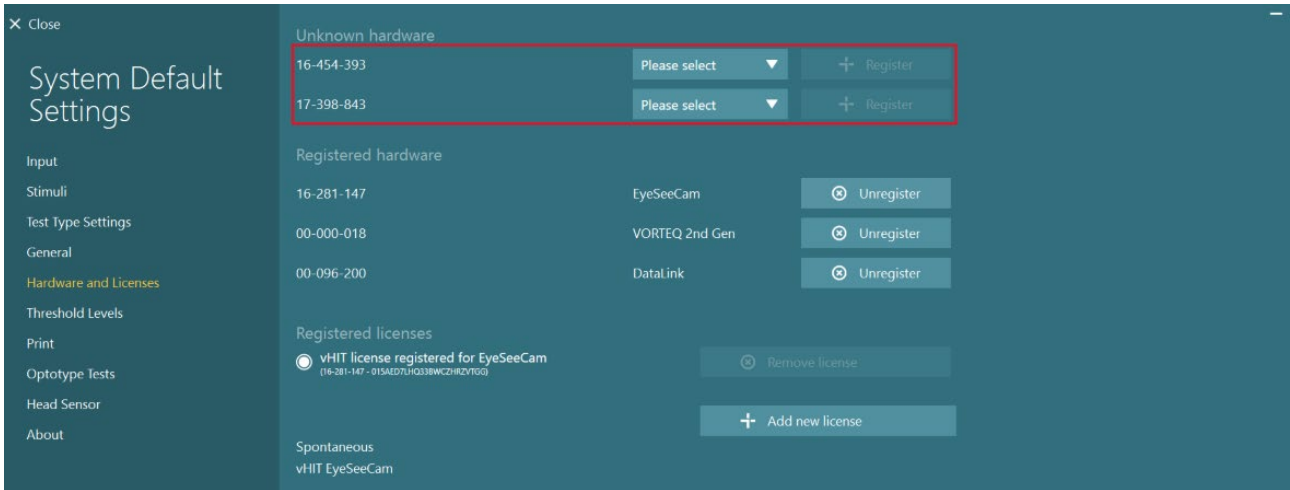 Close
System Default
Settings
Input
Stimuli
Test Type Settings
General
Hardware and Licenses
Threshold Levels
Print
Optotype Tests
Head Sensor
About
Unknown hardware
16-454-393 Please select Register
17-398-843 Please select Register
Registered hardware
16-281-147 EyeSeeCam Unregister
00-000-018 VORTEQ 2nd Gen Unregister
00-096-200 DataLink Unregister
Registered licenses
vHIT license registered for EyeSeeCam Remove license
Add new license
Spontaneous
vHIT EyeSeeCam